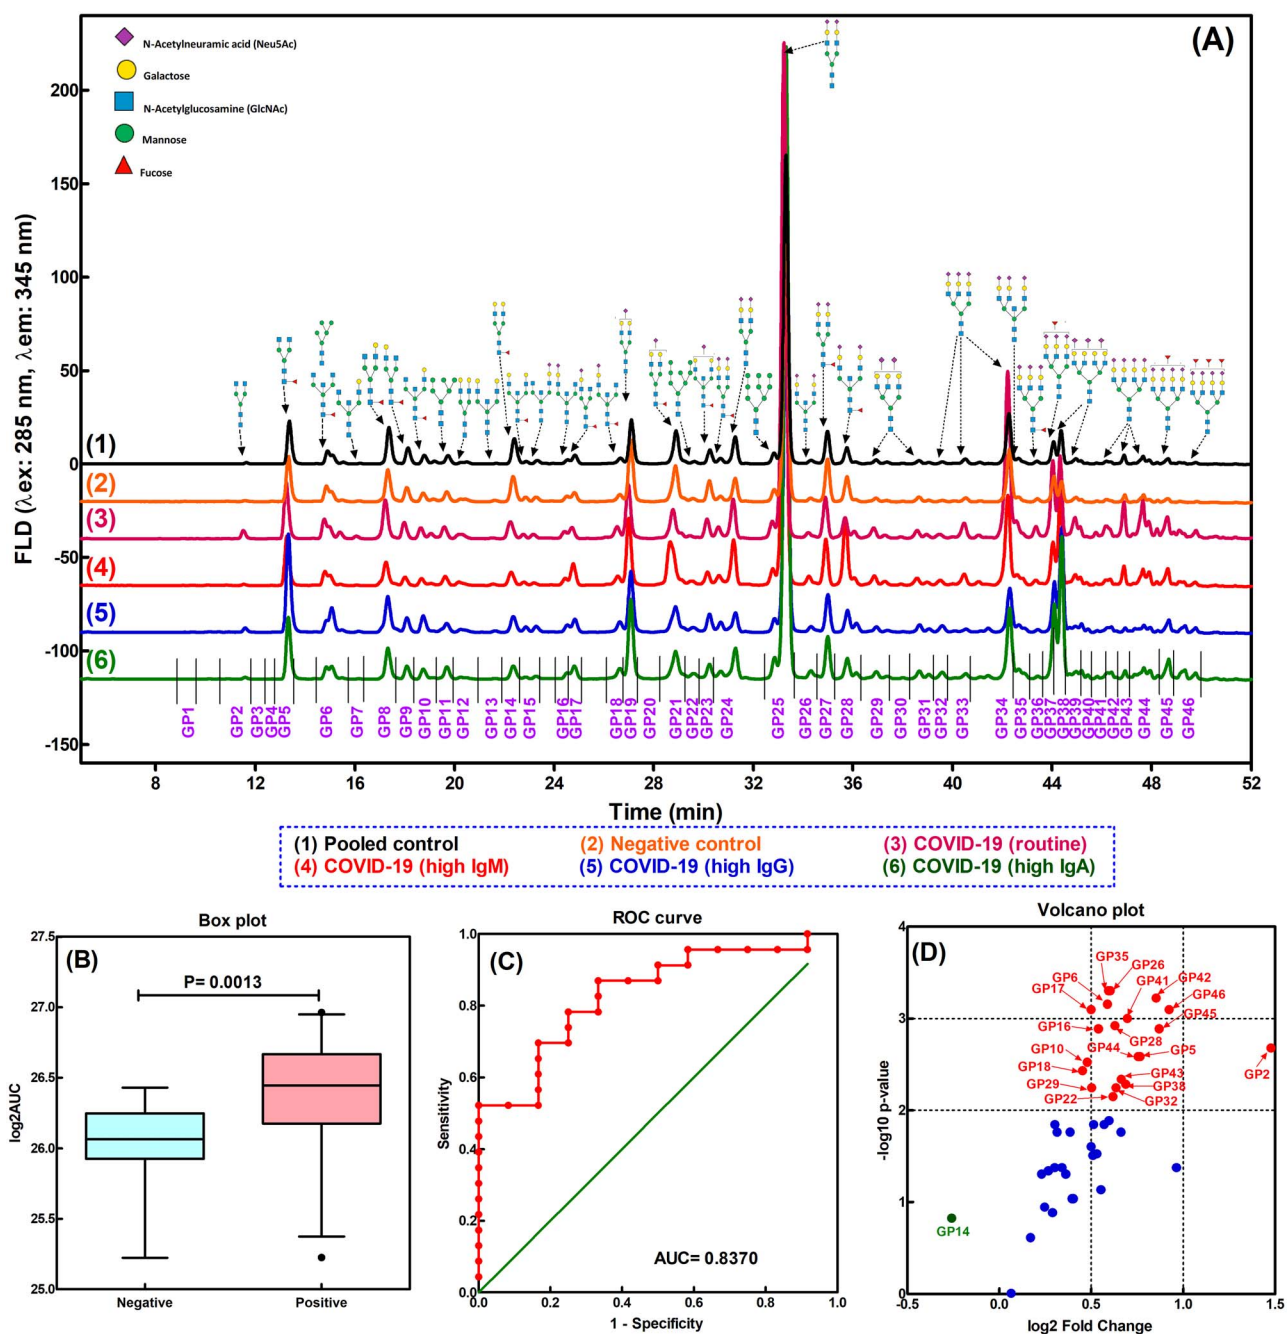 (A)
N-Acetylneuramic acid (Neu5Ac)
Galactose
N-Acetylglucosamine (GlcNAc)
Mannose
Fucose
FLD (λex: 285 nm, λem: 345 nm)
200
150
100
50
0
-50
-100
-150
(1)
(2)
(3)
(4)
(5)
(6)
GP1 GP2 GP3 GP4 GP5 GP6 GP7 GP8 GP9 GP10 GP11 GP12 GP13 GP14 GP15 GP16 GP17 GP18 GP19 GP20 GP21 GP22 GP23 GP24 GP25 GP26 GP27 GP28 GP29 GP30 GP31 GP32 GP33 GP34 GP35 GP36 GP37 GP38 GP39 GP40 GP41 GP42 GP43 GP44 GP45 GP46
8 12 16 20 24 28 32 36 40 44 48 52
Time (min)
(1) Pooled control (2) Negative control (3) COVID-19 (routine)
(4) COVID-19 (high IgM) (5) COVID-19 (high IgG) (6) COVID-19 (high IgA)
Box plot
(B)
P= 0.0013
log2AUC
27.5
27.0
26.5
26.0
25.5
25.0
Negative Positive
ROC curve
(C)
Sensitivity
1.0
0.8
0.6
0.4
0.2
0.0
AUC= 0.8370
0.0 0.2 0.4 0.6 0.8 1.0
1 - Specificity
Volcano plot
(D)
-log10 p-value
4
3
2
1
0
GP35
GP26
GP6
GP41
GP42
GP17
GP46
GP45
GP16
GP28
GP10
GP44
GP5
GP18
GP43
GP2
GP29
GP38
GP22
GP32
GP14
-0.5 0.0 0.5 1.0 1.5
log2 Fold Change